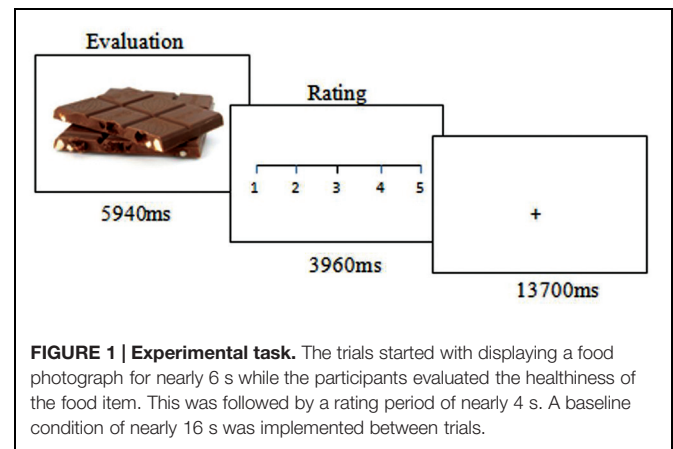 Evaluation
5940ms
Rating
1 2 3 4 5
3960ms
+
13700ms
FIGURE 1 | Experimental task. The trials started with displaying a food
photograph for nearly 6 s while the participants evaluated the healthiness of
the food item. This was followed by a rating period of nearly 4 s. A baseline
condition of nearly 16 s was implemented between trials.